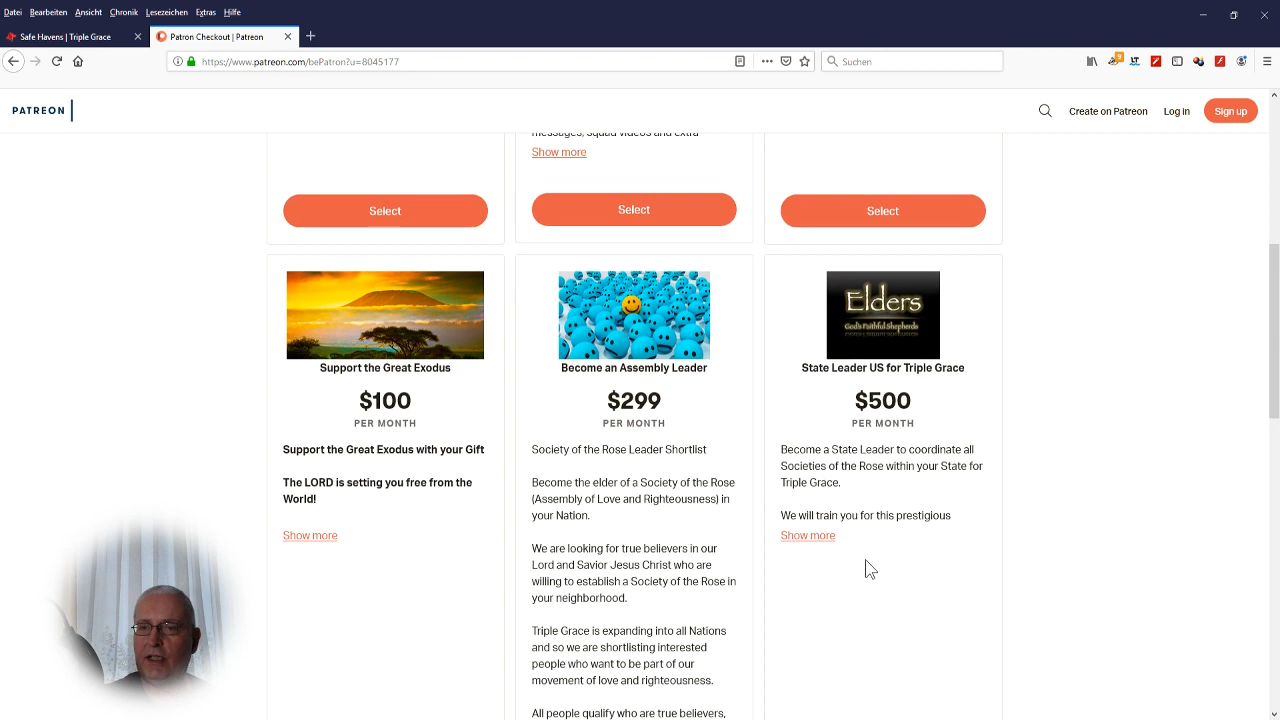 Datei Bearbeiten Ansicht Chronik Lesezeichen Extras Hilfe
Safe Havens | Triple Grace
Patron Checkout | Patreon
https://www.patreon.com/bePatron?u=8045177
Suchen
PATREON
Create on Patreon
Log in
Sign up
messages, squad videos and extra
Show more
Select
Select
Select
Support the Great Exodus
$100
PER MONTH
Support the Great Exodus with your Gift
The LORD is setting you free from the
World!
Show more
Become an Assembly Leader
$299
PER MONTH
Society of the Rose Leader Shortlist
Become the elder of a Society of the Rose
(Assembly of Love and Righteousness) in
your Nation.
We are looking for true believers in our
Lord and Savior Jesus Christ who are
willing to establish a Society of the Rose in
your neighborhood.
Triple Grace is expanding into all Nations
and so we are shortlisting interested
people who want to be part of our
movement of love and righteousness.
All people qualify who are true believers,
Elders
God's Faithful Shepherds
State Leader US for Triple Grace
$500
PER MONTH
Become a State Leader to coordinate all
Societies of the Rose within your State for
Triple Grace.
We will train you for this prestigious
Show more